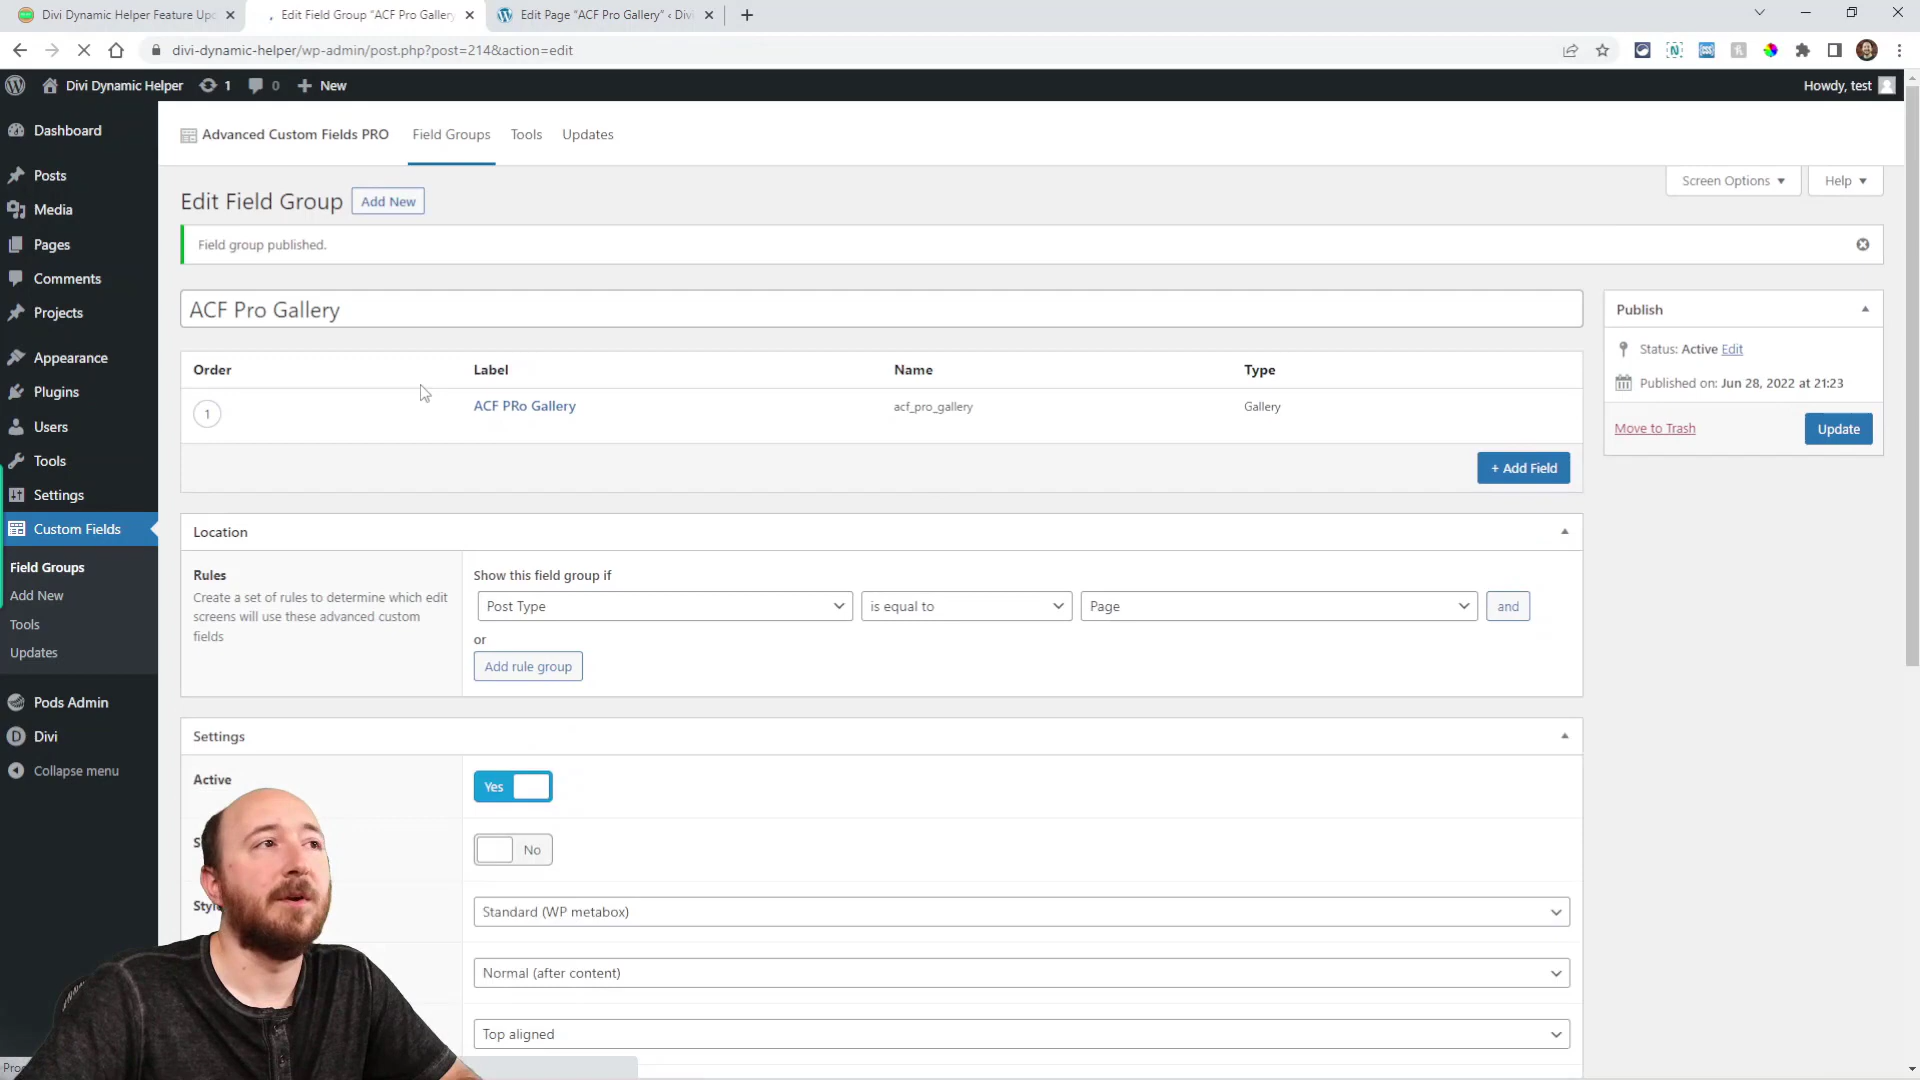 Divi Dynamic Helper Feature Upd
Edit Field Group "ACF Pro Gallery
Edit Page "ACF Pro Gallery" ‹ Divi
divi-dynamic-helper/wp-admin/post.php?post=214&action=edit
Divi Dynamic Helper 1 0 New
Howdy, test
Dashboard
Posts
Media
Pages
Comments
Projects
Appearance
Plugins
Users
Tools
Settings
Custom Fields
Field Groups
Add New
Tools
Updates
Pods Admin
Divi
Collapse menu
Advanced Custom Fields PRO Field Groups Tools Updates
Screen Options Help
Edit Field Group Add New
Field group published.
ACF Pro Gallery
Order Label Name Type
1 ACF PRo Gallery acf_pro_gallery Gallery
+ Add Field
Publish
Status: Active Edit
Published on: Jun 28, 2022 at 21:23
Move to Trash Update
Location
Rules
Create a set of rules to determine which edit
screens will use these advanced custom
fields
Show this field group if
Post Type is equal to Page and
or
Add rule group
Settings
Active
Yes
No
Standard (WP metabox)
Normal (after content)
Top aligned